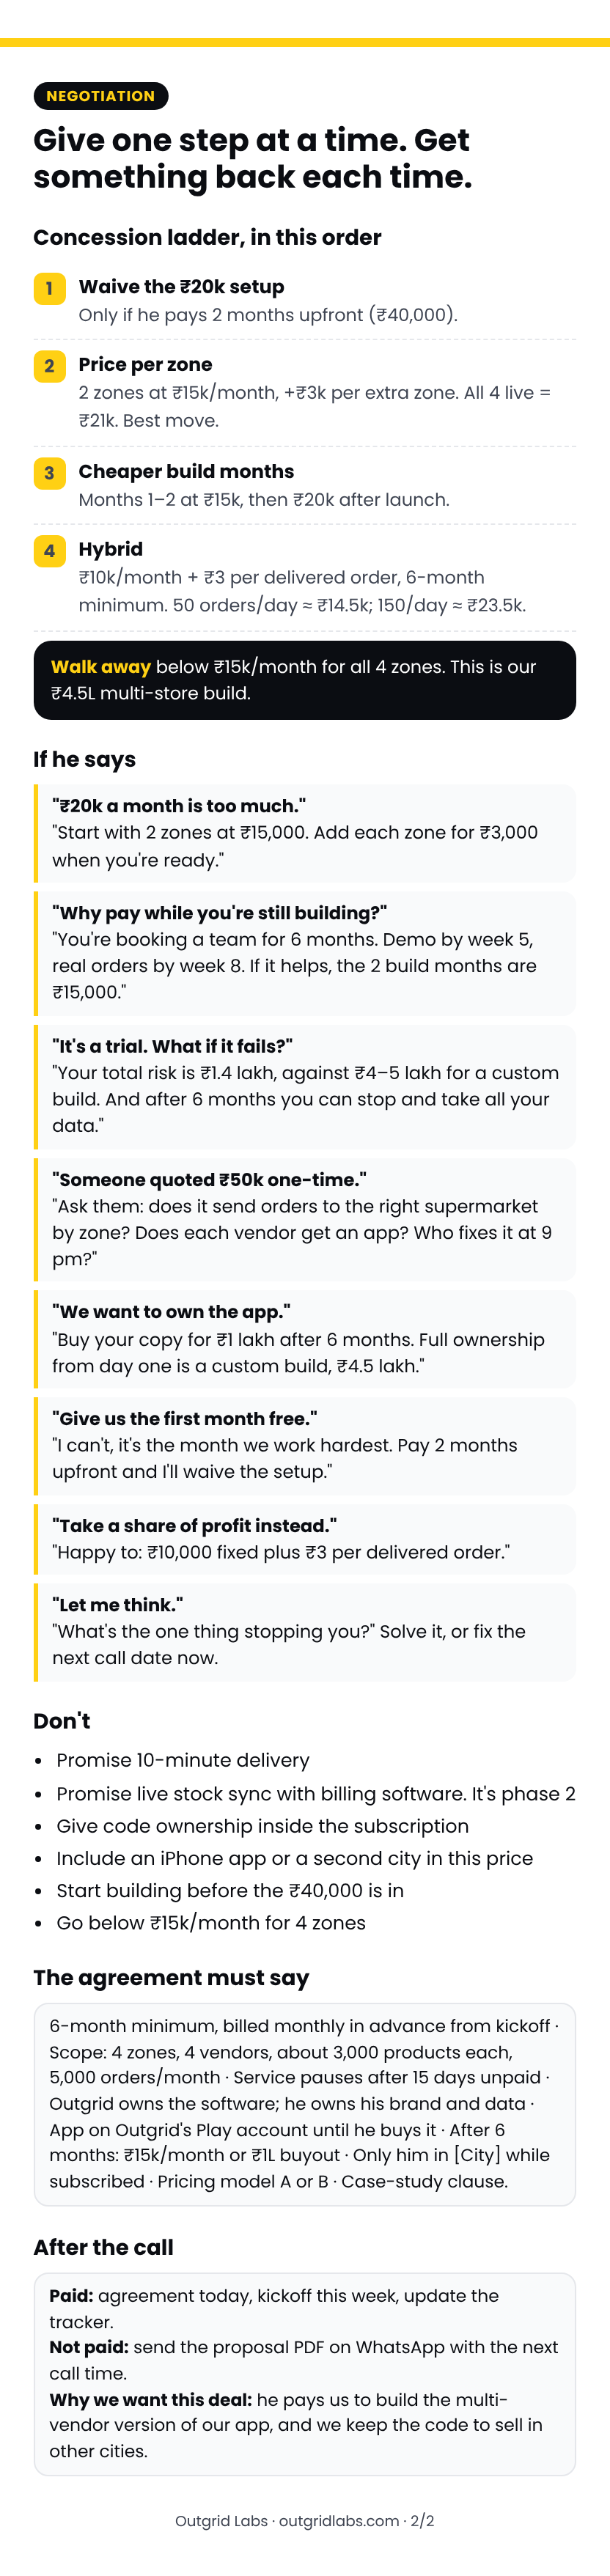 NEGOTIATION
Give one step at a time. Get
something back each time.
Concession ladder, in this order
1
Waive the ₹20k setup
Only if he pays 2 months upfront (₹40,000).
2
Price per zone
2 zones at ₹15k/month, +₹3k per extra zone. All 4 live =
₹21k. Best move.
3
Cheaper build months
Months 1–2 at ₹15k, then ₹20k after launch.
4
Hybrid
₹10k/month + ₹3 per delivered order, 6-month
minimum. 50 orders/day ≈ ₹14.5k; 150/day ≈ ₹23.5k.
Walk away below ₹15k/month for all 4 zones. This is our
₹4.5L multi-store build.
If he says
"₹20k a month is too much."
"Start with 2 zones at ₹15,000. Add each zone for ₹3,000
when you're ready."
"Why pay while you're still building?"
"You're booking a team for 6 months. Demo by week 5,
real orders by week 8. If it helps, the 2 build months are
₹15,000."
"It's a trial. What if it fails?"
"Your total risk is ₹1.4 lakh, against ₹4–5 lakh for a custom
build. And after 6 months you can stop and take all your
data."
"Someone quoted ₹50k one-time."
"Ask them: does it send orders to the right supermarket
by zone? Does each vendor get an app? Who fixes it at 9
pm?"
"We want to own the app."
"Buy your copy for ₹1 lakh after 6 months. Full ownership
from day one is a custom build, ₹4.5 lakh."
"Give us the first month free."
"I can't, it's the month we work hardest. Pay 2 months
upfront and I'll waive the setup."
"Take a share of profit instead."
"Happy to: ₹10,000 fixed plus ₹3 per delivered order."
"Let me think."
"What's the one thing stopping you?" Solve it, or fix the
next call date now.
Don't
• Promise 10-minute delivery
• Promise live stock sync with billing software. It's phase 2
• Give code ownership inside the subscription
• Include an iPhone app or a second city in this price
• Start building before the ₹40,000 is in
• Go below ₹15k/month for 4 zones
The agreement must say
6-month minimum, billed monthly in advance from kickoff ·
Scope: 4 zones, 4 vendors, about 3,000 products each,
5,000 orders/month · Service pauses after 15 days unpaid ·
Outgrid owns the software; he owns his brand and data ·
App on Outgrid's Play account until he buys it · After 6
months: ₹15k/month or ₹1L buyout · Only him in [City] while
subscribed · Pricing model A or B · Case-study clause.
After the call
Paid: agreement today, kickoff this week, update the
tracker.
Not paid: send the proposal PDF on WhatsApp with the next
call time.
Why we want this deal: he pays us to build the multi-
vendor version of our app, and we keep the code to sell in
other cities.
Outgrid Labs · outgridlabs.com · 2/2